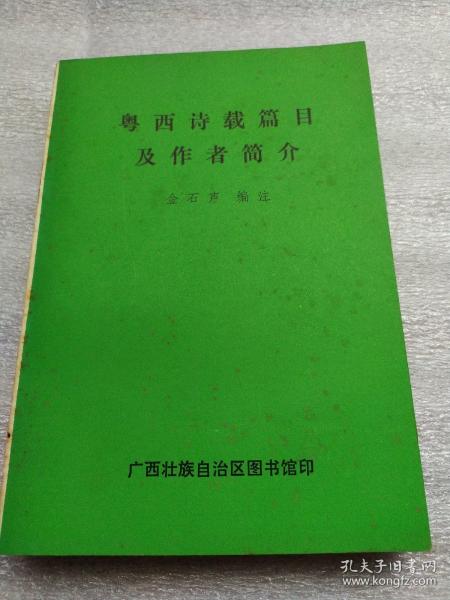 粤西诗载篇目
及作者简介
金石声 编注
广西壮族自治区图书馆印
孔夫子旧书网
www.kongfz.com